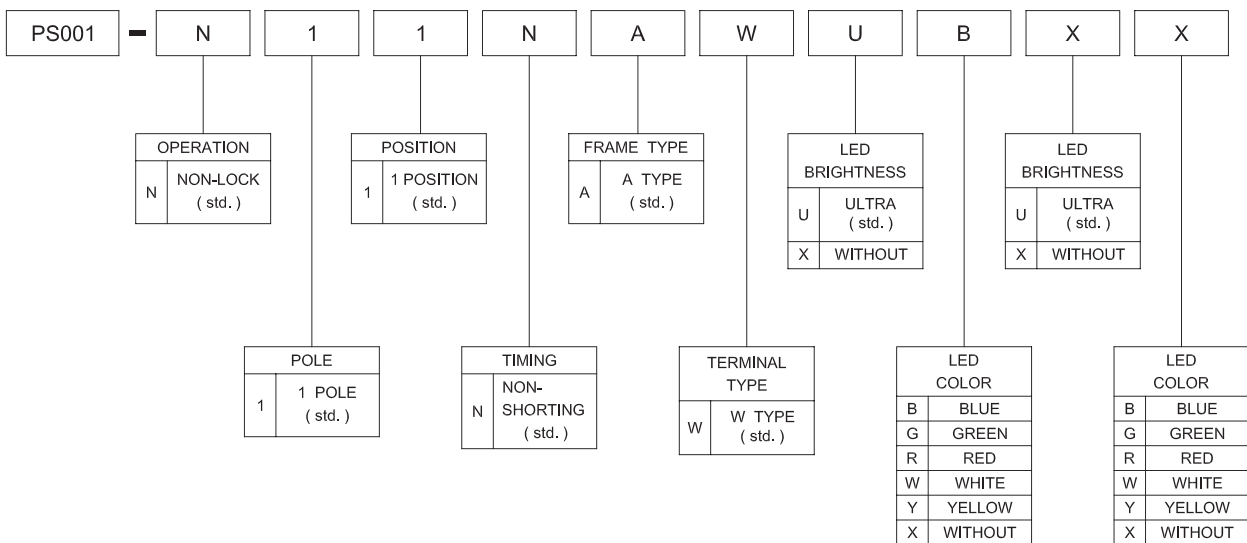 PS001 - N 1 1 N A W U B X X
OPERATION
N NON-LOCK
( std. )
POSITION
1 1 POSITION
( std. )
FRAME TYPE
A A TYPE
( std. )
LED
BRIGHTNESS
U ULTRA
( std. )
X WITHOUT
LED
BRIGHTNESS
U ULTRA
( std. )
X WITHOUT
POLE
1 1 POLE
( std. )
TIMING
N NON-
SHORTING
( std. )
TERMINAL
TYPE
W W TYPE
( std. )
LED
COLOR
B BLUE
G GREEN
R RED
W WHITE
Y YELLOW
X WITHOUT
LED
COLOR
B BLUE
G GREEN
R RED
W WHITE
Y YELLOW
X WITHOUT